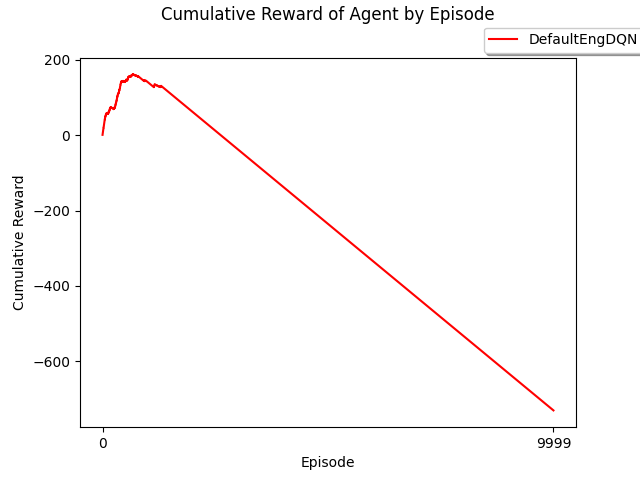 Cumulative Reward of Agent by Episode
DefaultEngDQN
200
0
−200
−400
−600
Cumulative Reward
0
9999
Episode